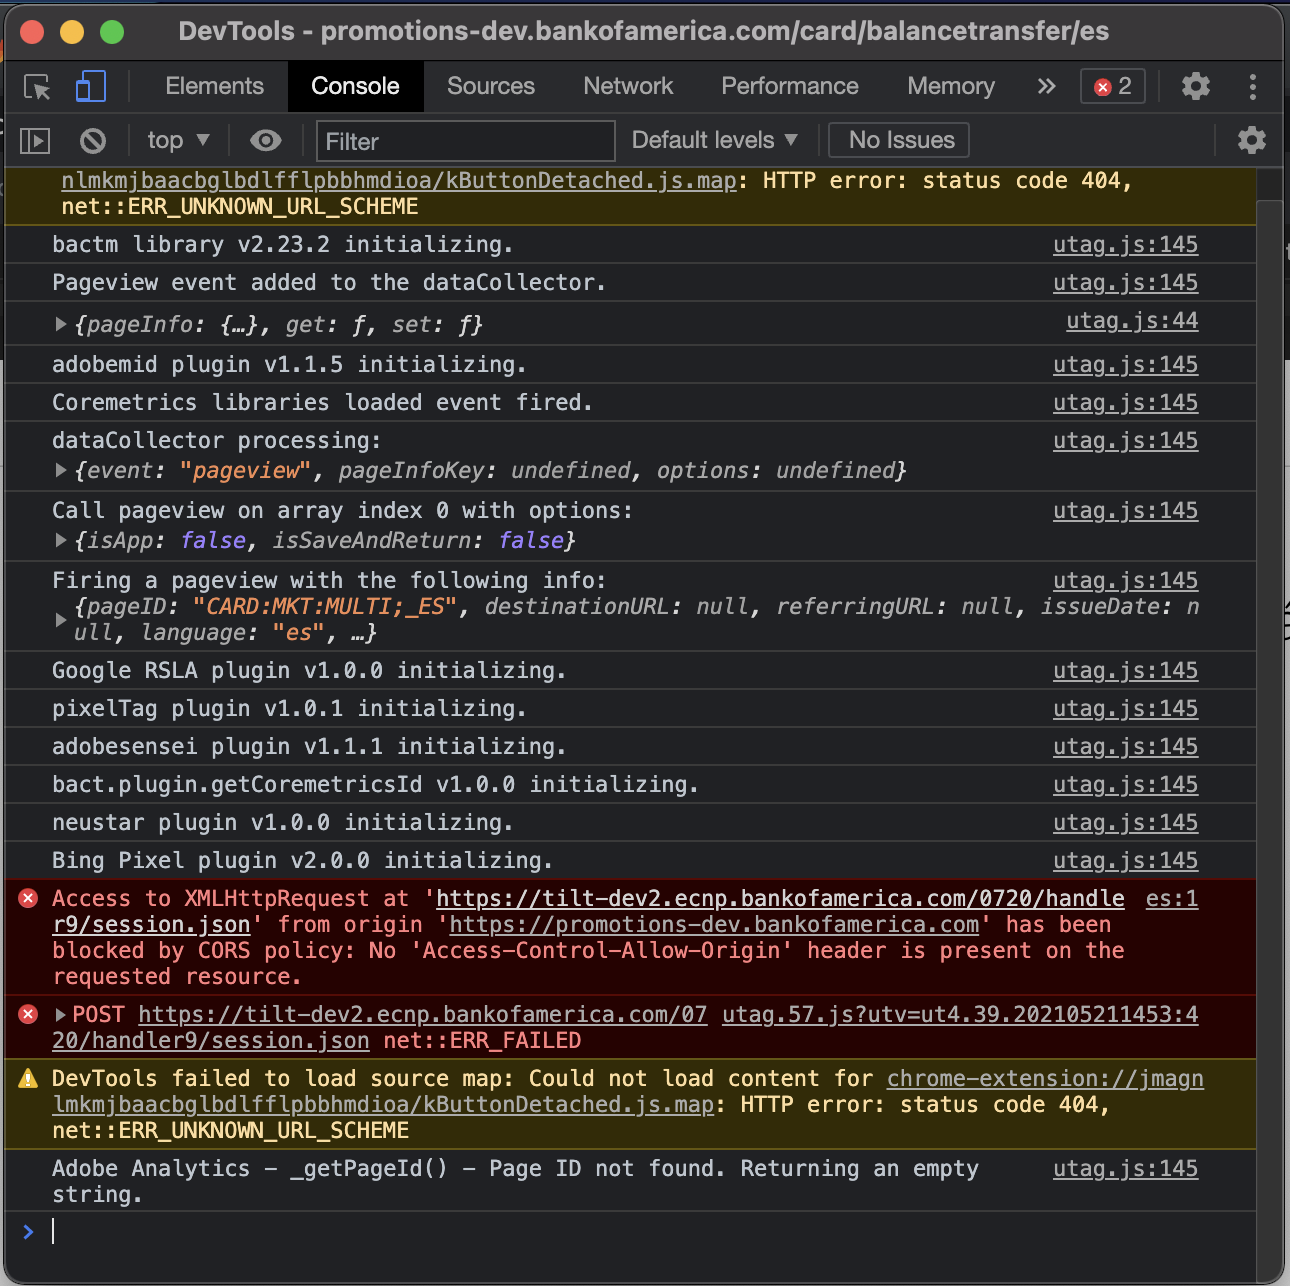 DevTools - promotions-dev.bankofamerica.com/card/balancetransfer/es
Elements Console Sources Network Performance Memory » 2
top ▼ Filter Default levels ▼ No Issues
nlmkmjbaacbglbdlfflpbbhmdioa/kButtonDetached.js.map: HTTP error: status code 404,
net::ERR_UNKNOWN_URL_SCHEME
bactm library v2.23.2 initializing. utag.js:145
Pageview event added to the dataCollector. utag.js:145
{pageInfo: {…}, get: ƒ, set: ƒ} utag.js:44
adobemid plugin v1.1.5 initializing. utag.js:145
Coremetrics libraries loaded event fired. utag.js:145
dataCollector processing: utag.js:145
{event: "pageview", pageInfoKey: undefined, options: undefined}
Call pageview on array index 0 with options: utag.js:145
{isApp: false, isSaveAndReturn: false}
Firing a pageview with the following info: utag.js:145
{pageID: "CARD:MKT:MULTI;_ES", destinationURL: null, referringURL: null, issueDate: n
ull, language: "es", …}
Google RSLA plugin v1.0.0 initializing. utag.js:145
pixelTag plugin v1.0.1 initializing. utag.js:145
adobesensei plugin v1.1.1 initializing. utag.js:145
bact.plugin.getCoremetricsId v1.0.0 initializing. utag.js:145
neustar plugin v1.0.0 initializing. utag.js:145
Bing Pixel plugin v2.0.0 initializing. utag.js:145
Access to XMLHttpRequest at 'https://tilt-dev2.ecnp.bankofamerica.com/0720/handle es:1
r9/session.json' from origin 'https://promotions-dev.bankofamerica.com' has been
blocked by CORS policy: No 'Access-Control-Allow-Origin' header is present on the
requested resource.
POST https://tilt-dev2.ecnp.bankofamerica.com/07 utag.57.js?utv=ut4.39.202105211453:4
20/handler9/session.json net::ERR_FAILED
DevTools failed to load source map: Could not load content for chrome-extension://jmagn
lmkmjbaacbglbdlfflpbbhmdioa/kButtonDetached.js.map: HTTP error: status code 404,
net::ERR_UNKNOWN_URL_SCHEME
Adobe Analytics – _getPageId() – Page ID not found. Returning an empty utag.js:145
string.